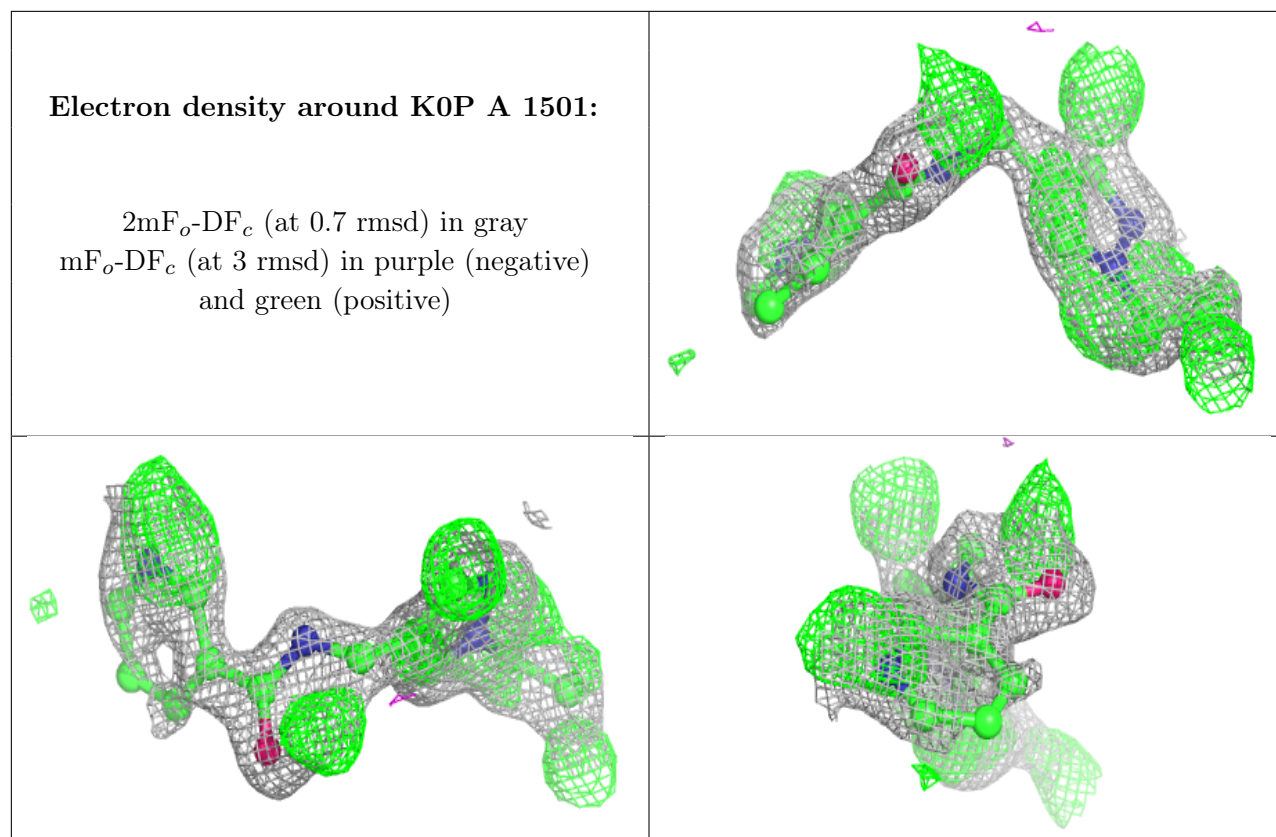 Electron density around K0P A 1501:
2mFₒ-DF𝑐 (at 0.7 rmsd) in gray
mFₒ-DF𝑐 (at 3 rmsd) in purple (negative)
and green (positive)